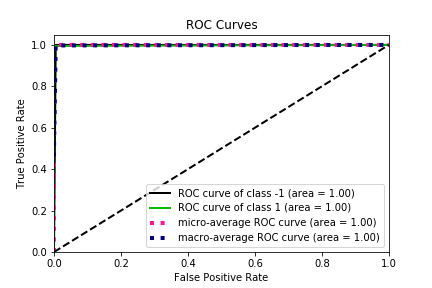 ROC Curves
True Positive Rate
1.0
0.8
0.6
0.4
0.2
0.0
ROC curve of class -1 (area = 1.00)
ROC curve of class 1 (area = 1.00)
micro-average ROC curve (area = 1.00)
macro-average ROC curve (area = 1.00)
0.0 0.2 0.4 0.6 0.8 1.0
False Positive Rate